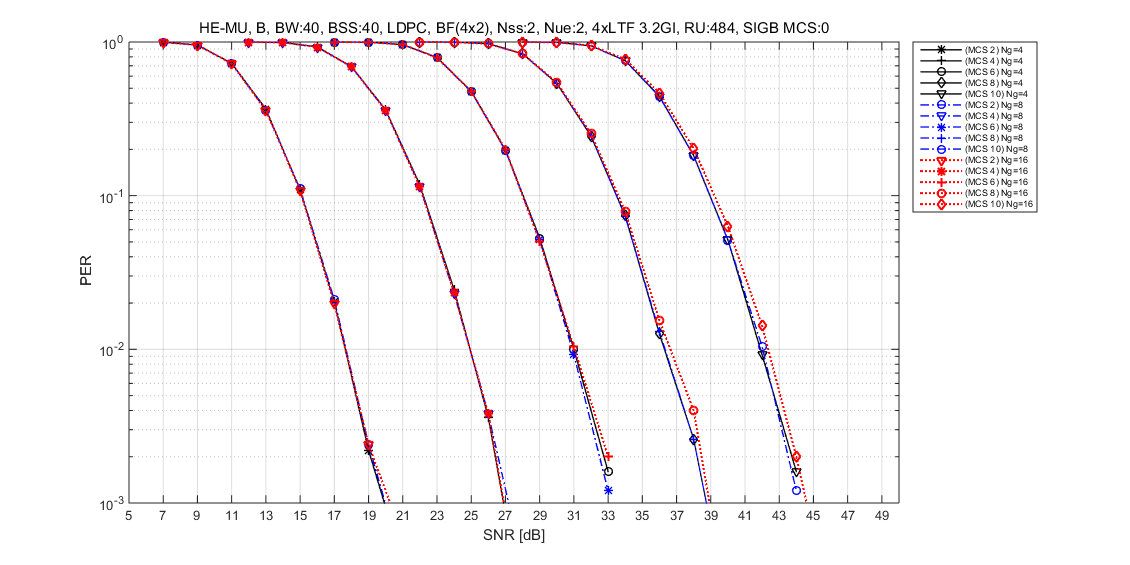 HE-MU, B, BW:40, BSS:40, LDPC, BF(4x2), Nss:2, Nue:2, 4xLTF 3.2GI, RU:484, SIGB MCS:0
10^0
10^-1
10^-2
10^-3
PER
5 7 9 11 13 15 17 19 21 23 25 27 29 31 33 35 37 39 41 43 45 47 49
SNR [dB]
(MCS 2) Ng=4
(MCS 4) Ng=4
(MCS 6) Ng=4
(MCS 8) Ng=4
(MCS 10) Ng=4
(MCS 2) Ng=8
(MCS 4) Ng=8
(MCS 6) Ng=8
(MCS 8) Ng=8
(MCS 10) Ng=8
(MCS 2) Ng=16
(MCS 4) Ng=16
(MCS 6) Ng=16
(MCS 8) Ng=16
(MCS 10) Ng=16